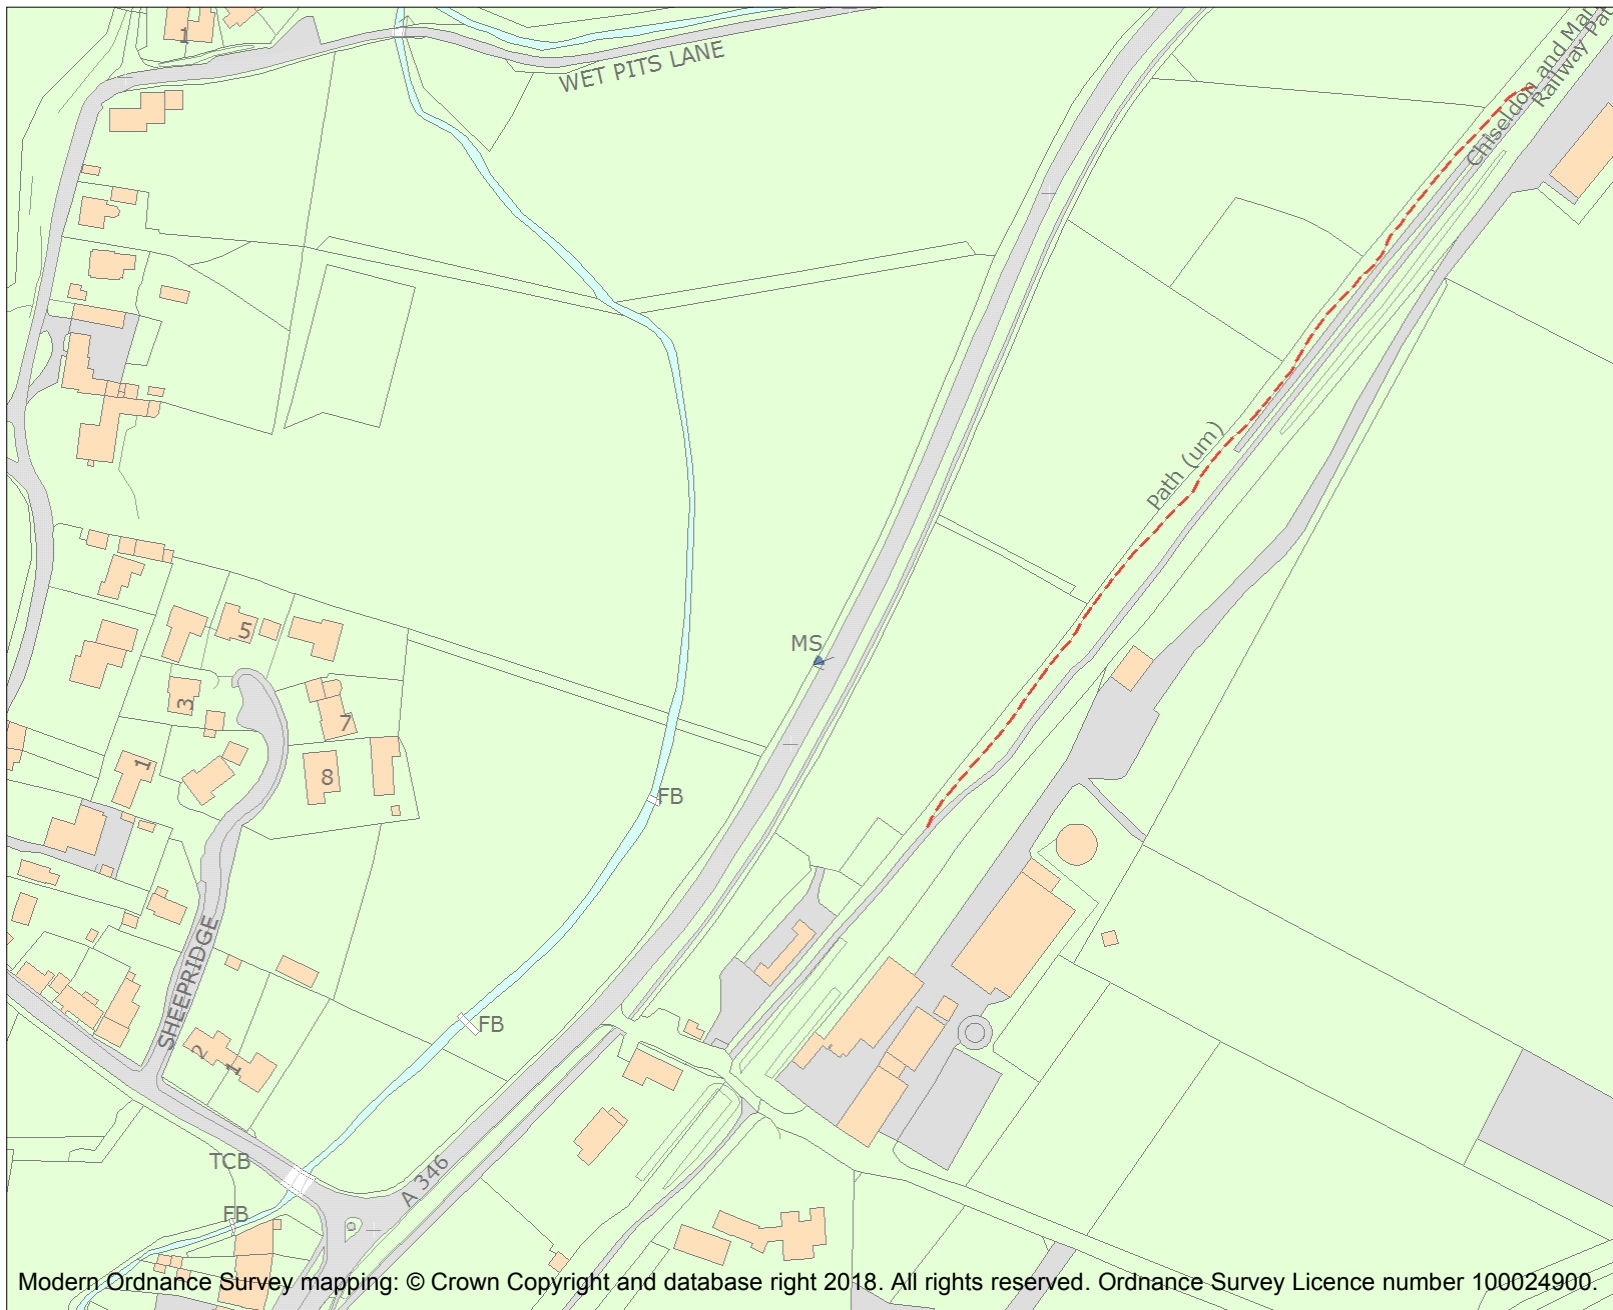 1
WET PITS LANE
Chiseldon and Mar
Railway Pat
Path (um)
5
MS
3
7
1
8
FB
SHEEPRIDGE
FB
2
1
TCB
A 346
FB
Modern Ordnance Survey mapping: © Crown Copyright and database right 2018. All rights reserved. Ordnance Survey Licence number 100024900.